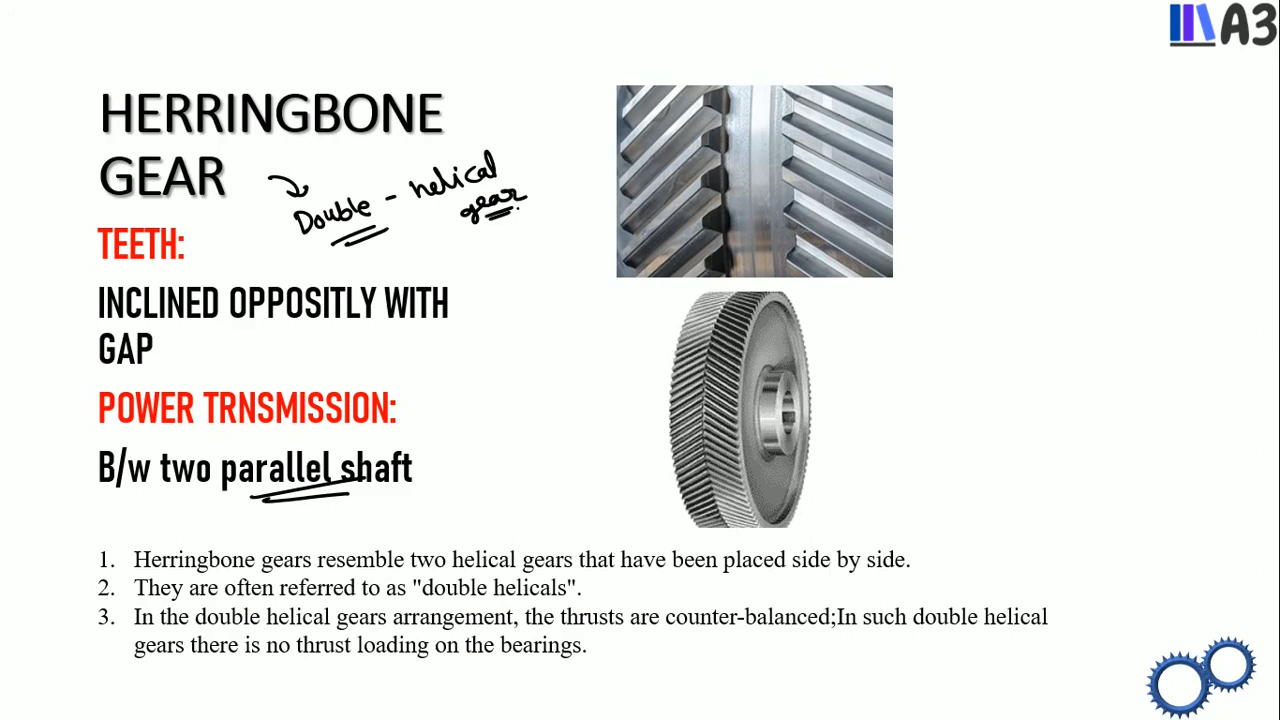 A3
HERRINGBONE
GEAR
Double - helical
gear.
TEETH:
INCLINED OPPOSITLY WITH
GAP
POWER TRNSMISSION:
B/w two parallel shaft
1. Herringbone gears resemble two helical gears that have been placed side by side.
2. They are often referred to as "double helicals".
3. In the double helical gears arrangement, the thrusts are counter-balanced;In such double helical
gears there is no thrust loading on the bearings.